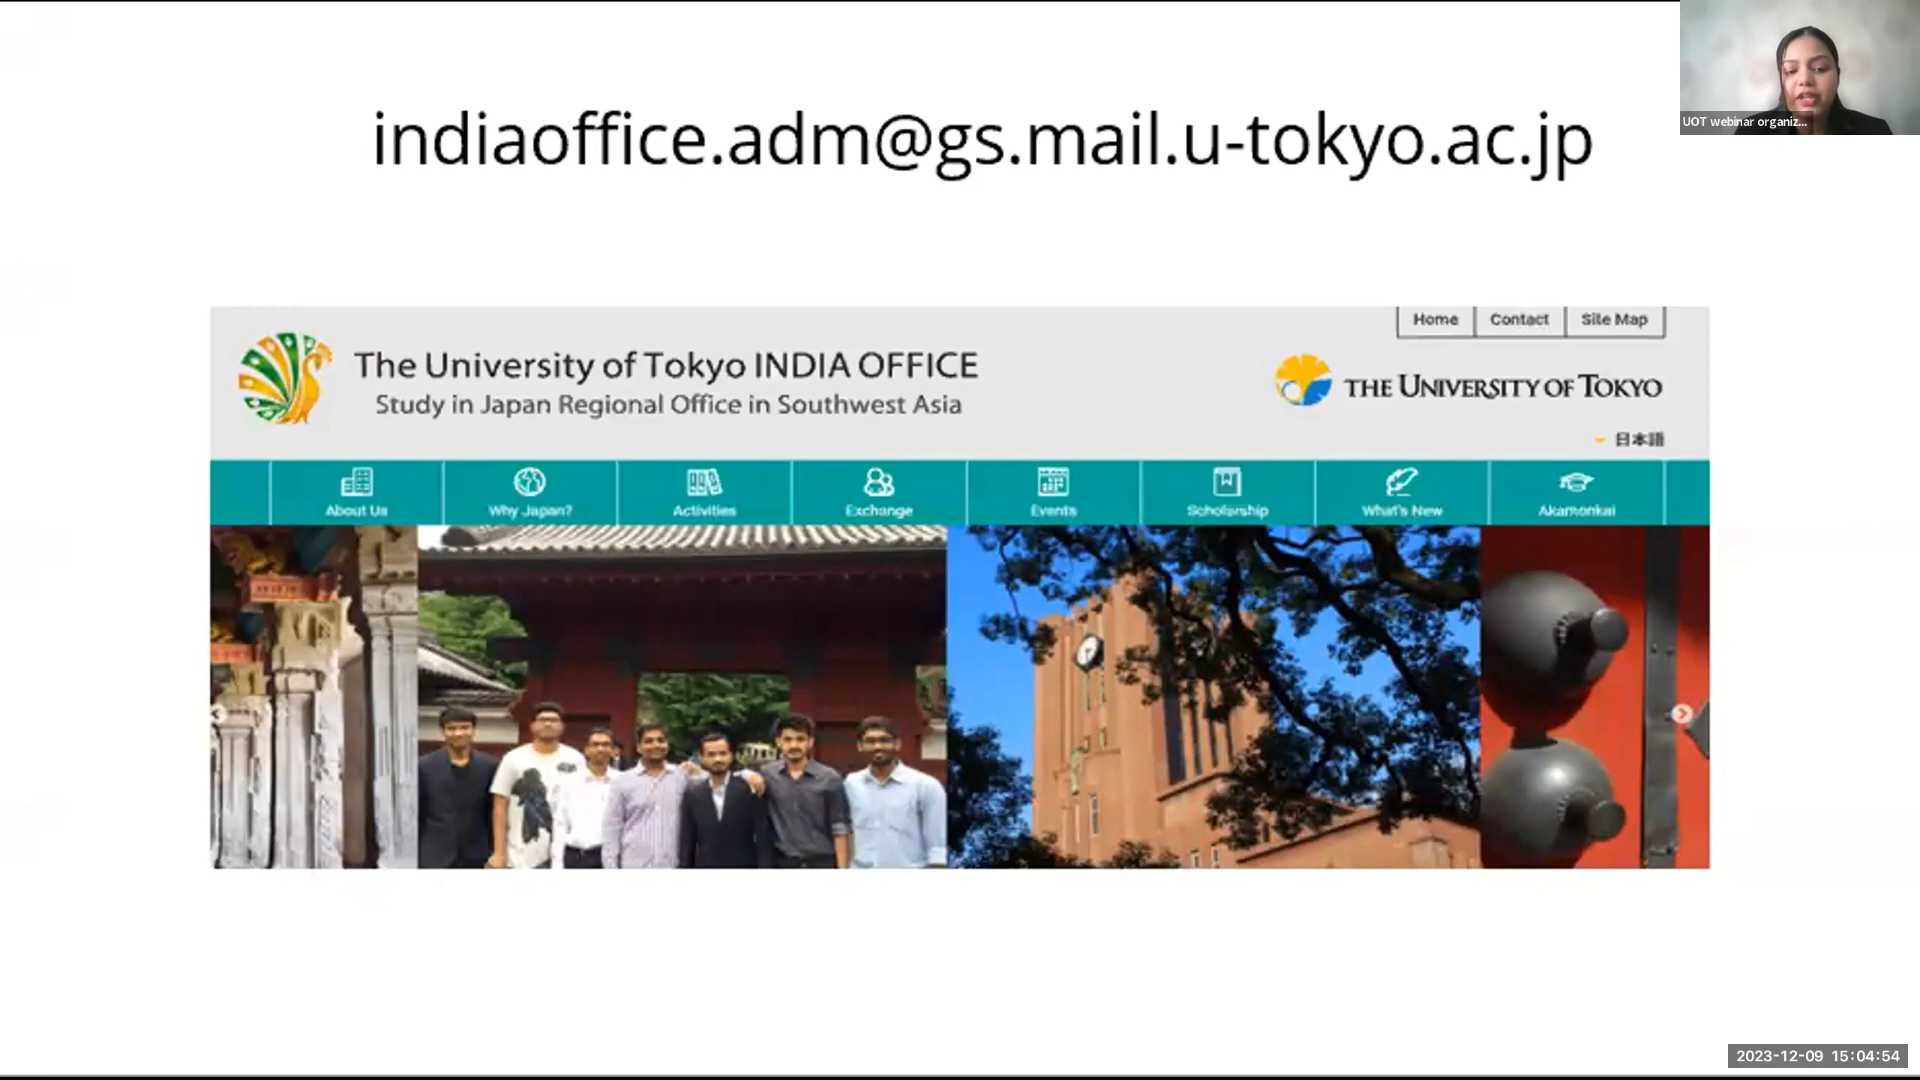 indiaoffice.adm@gs.mail.u-tokyo.ac.jp
UOT webinar organiz...
Home Contact Site Map
The University of Tokyo INDIA OFFICE
Study in Japan Regional Office in Southwest Asia
THE UNIVERSITY OF TOKYO
日本語
About Us Why Japan? Activities Exchange Events Scholarship What's New Akamonkai
2023-12-09 15:04:54